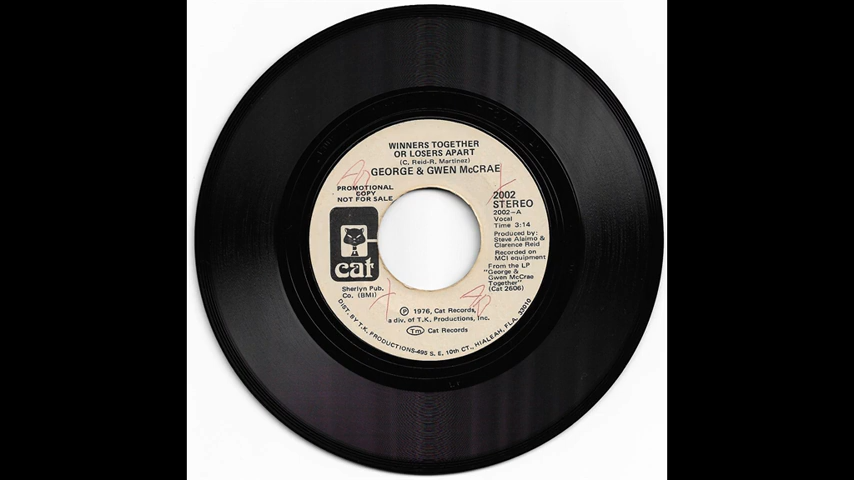 WINNERS TOGETHER
OR LOSERS APART
(C. Reid-R. Martinez)
GEORGE & GWEN McCRAE
PROMOTIONAL
COPY
NOT FOR SALE
cat
Sherlyn Pub.
Co. (BMI)
2002
STEREO
2002-A
Vocal
Time 3:14
Produced by:
Steve Alaimo &
Clarence Reid
Recorded on
MCI equipment
From the LP
"George &
Gwen McCrae
Together"
(Cat 2606)
℗ 1976, Cat Records,
a div. of T.K. Productions, Inc.
Tm Cat Records
DIST. BY T.K. PRODUCTIONS-495 S. E. 10th CT., HIALEAH, FLA. 33010